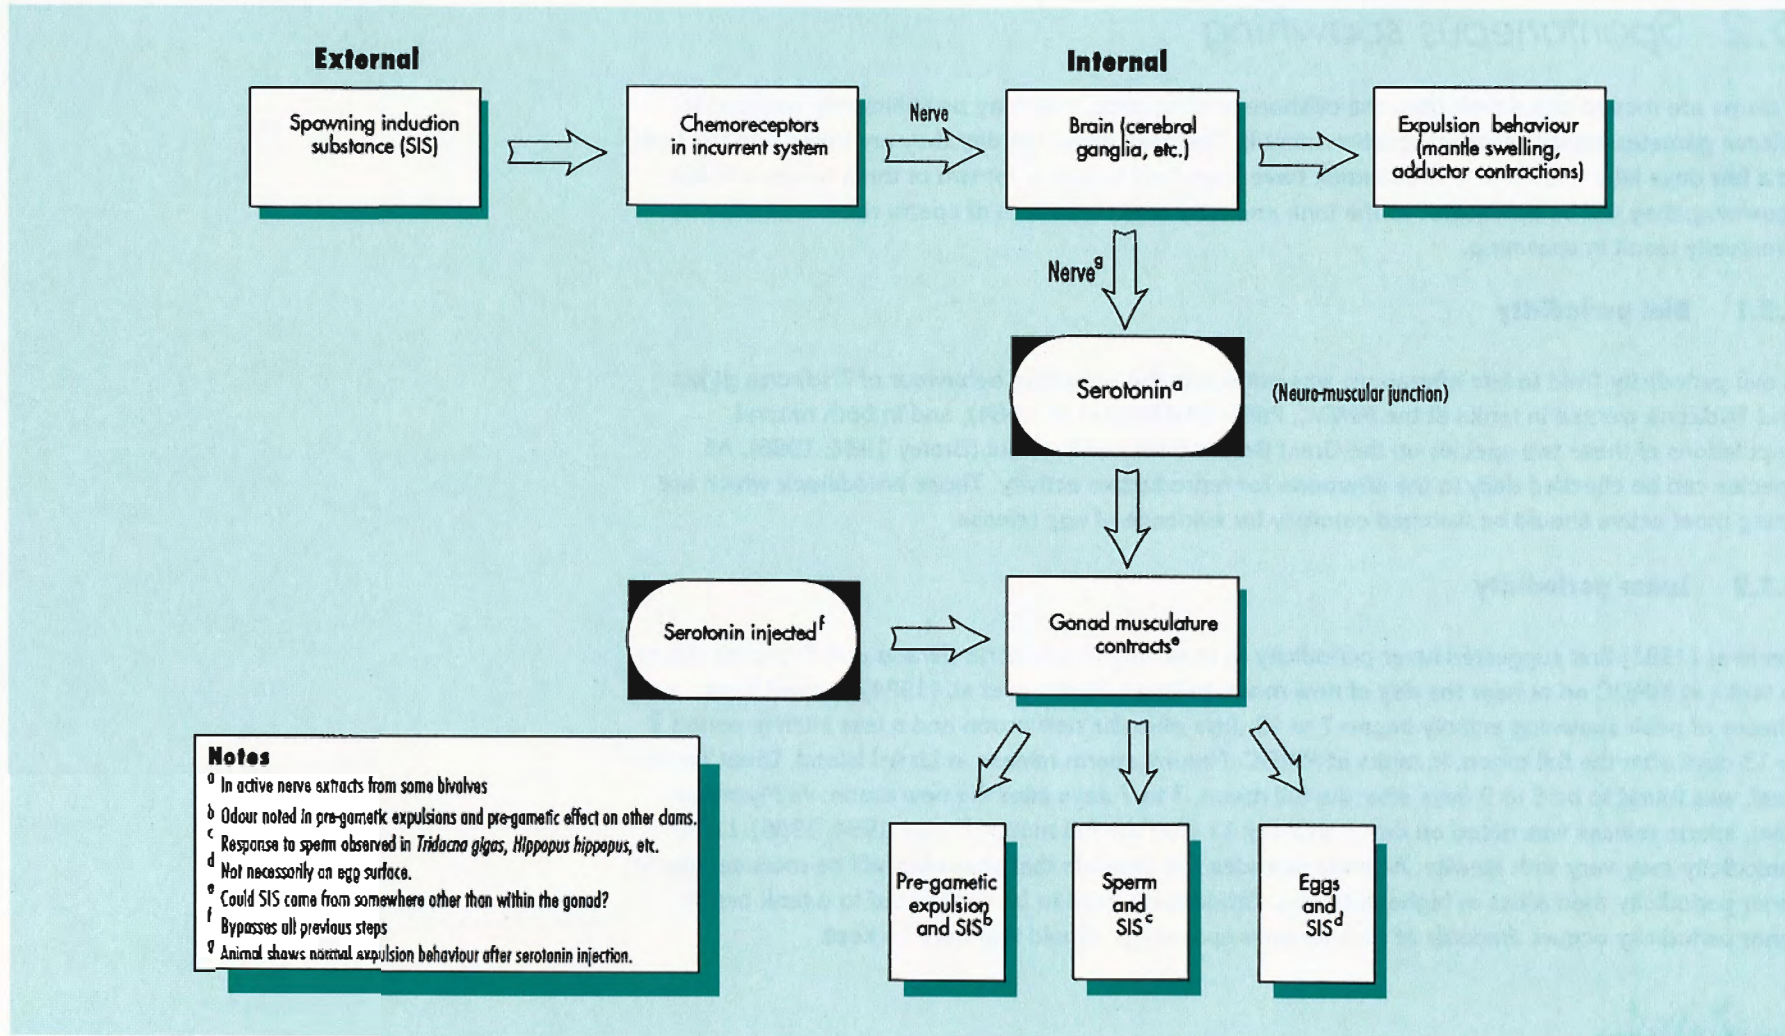 External
Internal
Spawning induction
substance (SIS)
Chemoreceptors
in incurrent system
Nerve
Brain (cerebral
ganglia, etc.)
Expulsion behaviour
(mantle swelling,
adductor contractions)
Nerve^g
Serotonin^a
(Neuro-muscular junction)
Serotonin injected^f
Gonad musculature
contracts^e
Pre-gametic
expulsion
and SIS^b
Sperm
and
SIS^c
Eggs
and
SIS^d
Notes
^a In active nerve extracts from some bivalves
^b Odour noted in pre-gametic expulsions and pre-gametic effect on other clams.
^c Response to sperm observed in Tridacna gigas, Hippopus hippopus, etc.
^d Not necessarily an egg surface.
^e Could SIS come from somewhere other than within the gonad?
^f Bypasses all previous steps
^g Animal shows normal expulsion behaviour after serotonin injection.